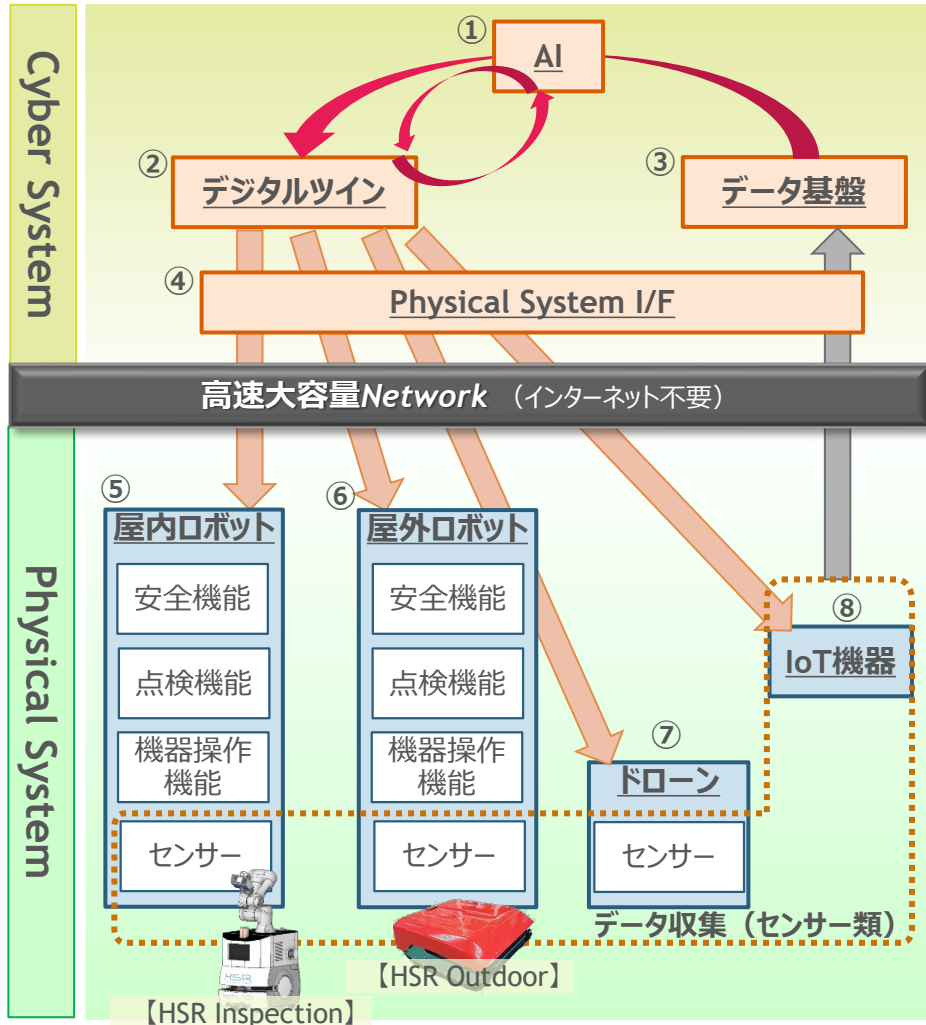 Cyber System
①
AI
②
デジタルツイン
③
データ基盤
④
Physical System I/F
高速大容量Network （インターネット不要）
Physical System
⑤
屋内ロボット
安全機能
点検機能
機器操作
機能
センサー
⑥
屋外ロボット
安全機能
点検機能
機器操作
機能
センサー
⑦
ドローン
センサー
⑧
IoT機器
データ収集（センサー類）
HSR
【HSR Inspection】
【HSR Outdoor】